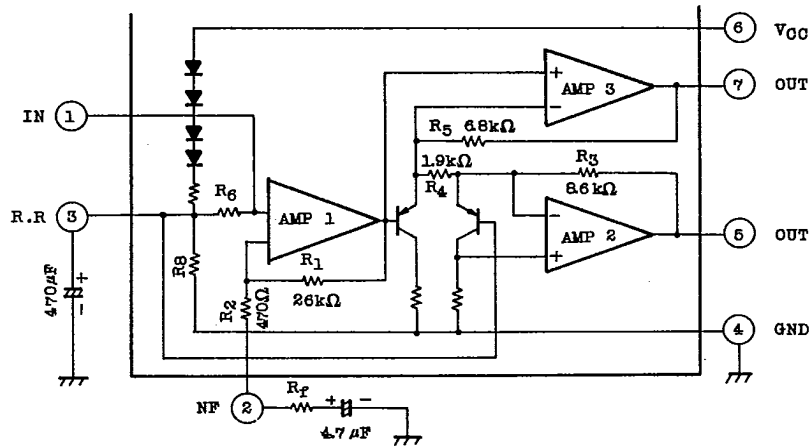 6 VCC
AMP 3
+
−
7 OUT
IN 1
R5 6.8kΩ
1.9kΩ
R4
R3
8.6kΩ
R6
AMP 1
R.R 3
AMP 2
−
+
5 OUT
R8
R1
26kΩ
R2
470Ω
470μF
+
−
4 GND
NF 2
Rf
+ −
4.7μF